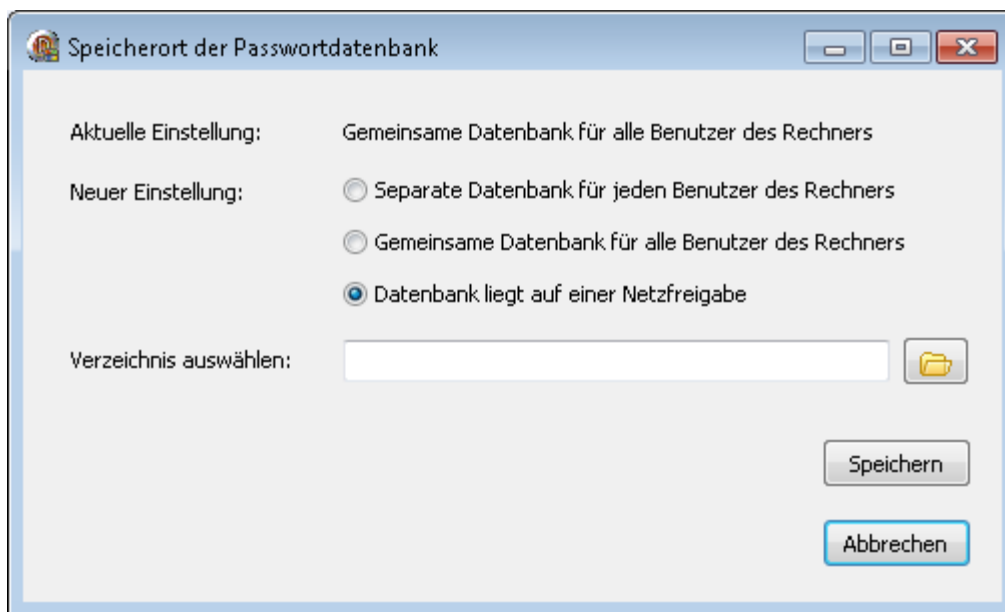 Speicherort der Passwortdatenbank
Aktuelle Einstellung: Gemeinsame Datenbank für alle Benutzer des Rechners
Neuer Einstellung: Separate Datenbank für jeden Benutzer des Rechners
Gemeinsame Datenbank für alle Benutzer des Rechners
Datenbank liegt auf einer Netzfreigabe
Verzeichnis auswählen:
Speichern
Abbrechen